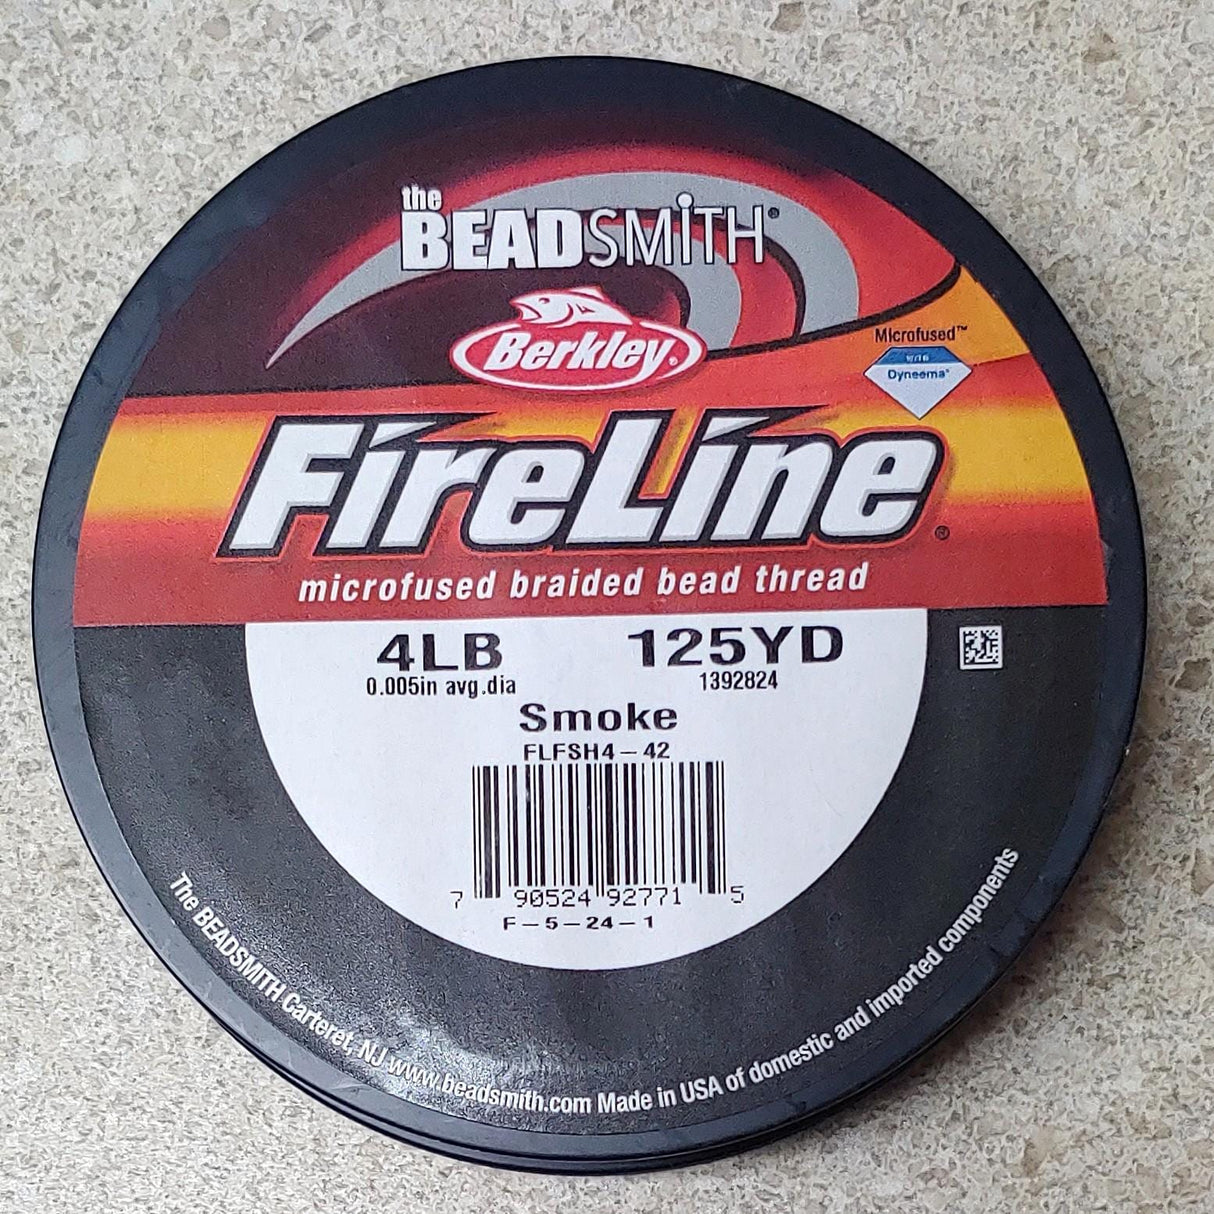 the
BEADSMiTH®
Berkley®
Microfused™
with
Dyneema®
FireLine®
microfused braided bead thread
4LB 125YD
0.005in avg.dia 1392824
Smoke
FLFSH4-42
7 90524 92771 5
F-5-24-1
The BEADSMITH Carteret, NJ www.beadsmith.com Made in USA of domestic and imported components